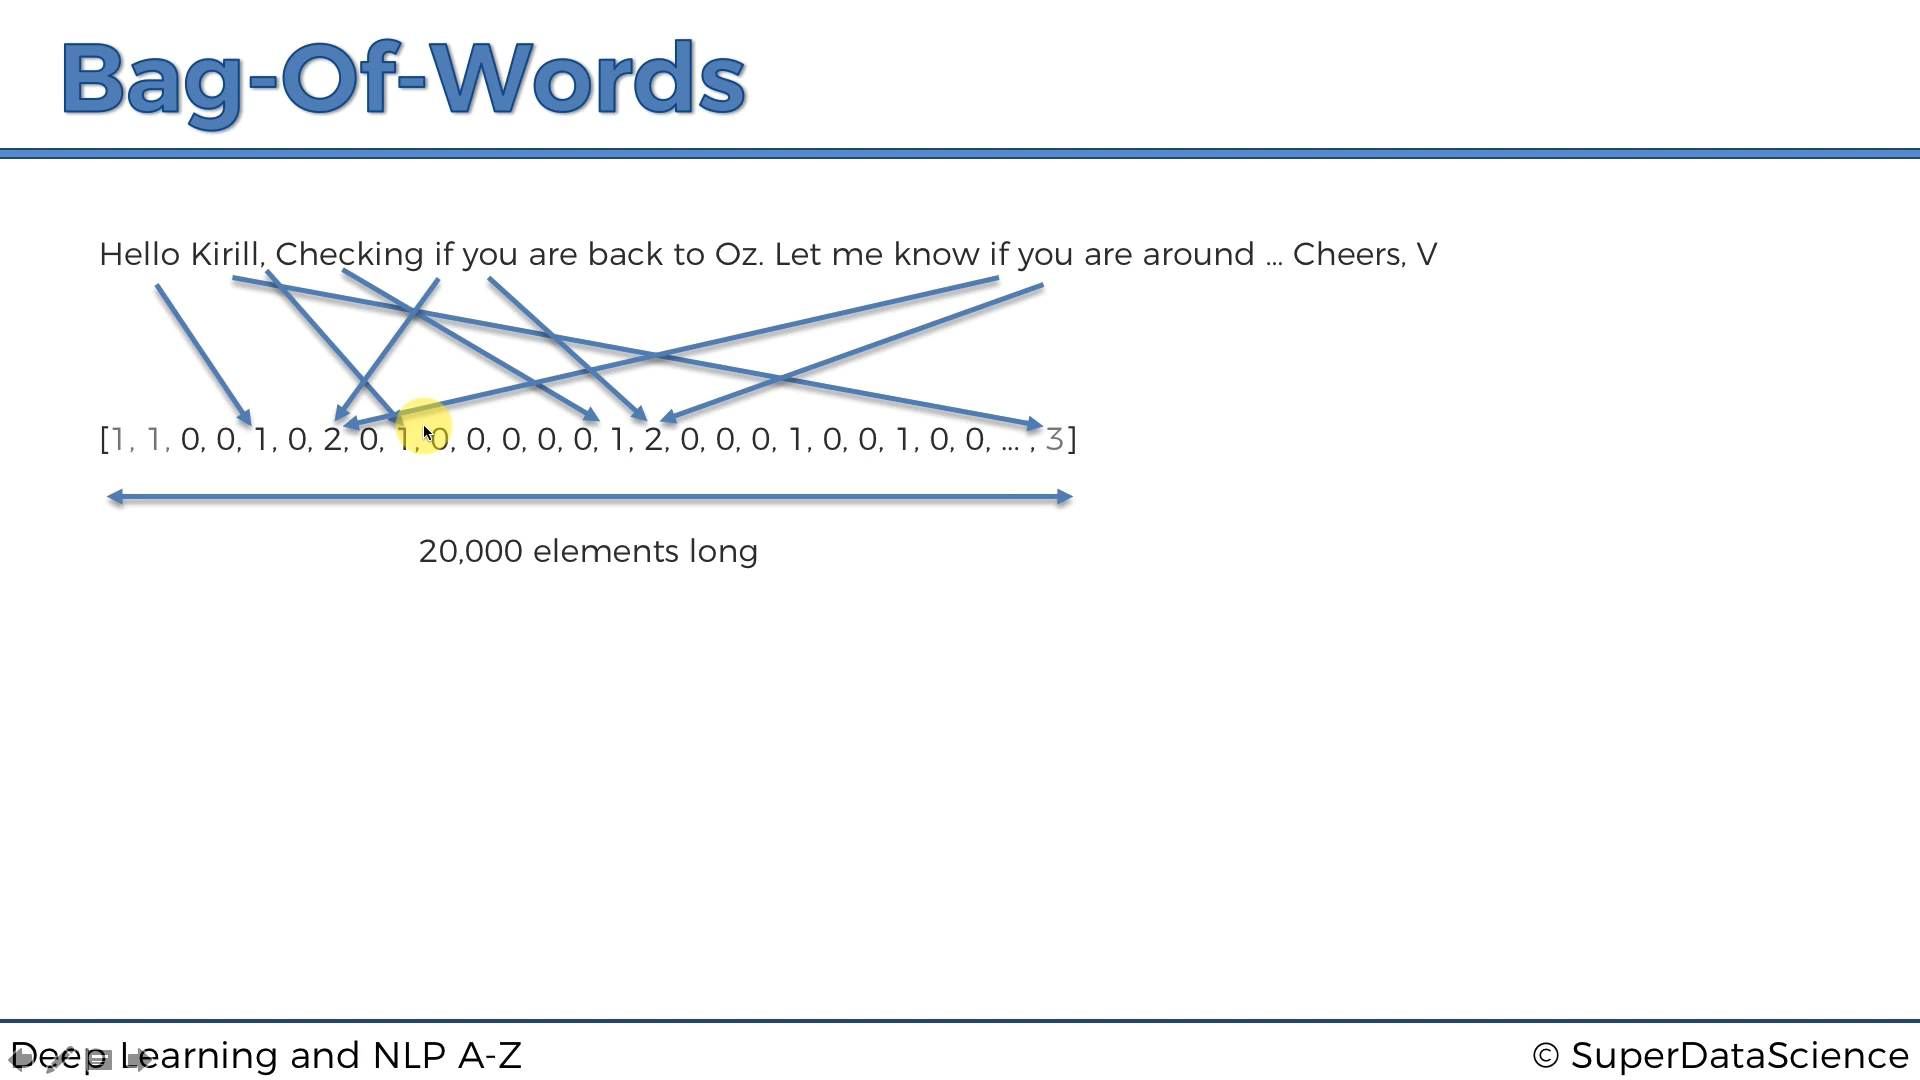 Bag-Of-Words
Hello Kirill, Checking if you are back to Oz. Let me know if you are around ... Cheers, V
[1, 1, 0, 0, 1, 0, 2, 0, 1, 0, 0, 0, 0, 0, 1, 2, 0, 0, 0, 1, 0, 0, 1, 0, 0, ... , 3]
20,000 elements long
Deep Learning and NLP A-Z
© SuperDataScience